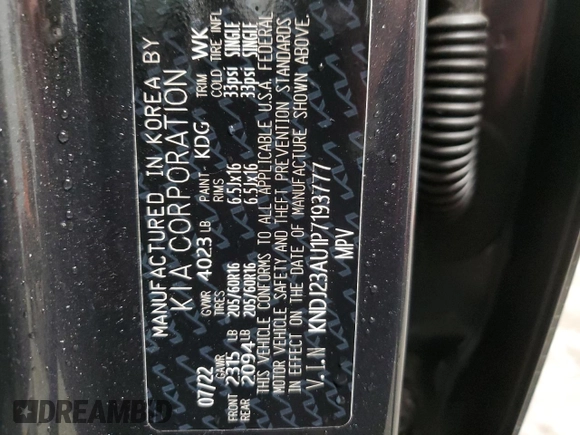 MANUFACTURED IN KOREA BY
KIA CORPORATION
07/22 GVWR 4023 LB PAINT: KDG TRIM WK
GAWR TIRES RIMS COLD TIRE INFL
FRONT 2315 LB 205/60R16 6.5Jx16 33psi SINGLE
REAR 2094 LB 205/60R16 6.5Jx16 33psi SINGLE
THIS VEHICLE CONFORMS TO ALL APPLICABLE U.S.A. FEDERAL
MOTOR VEHICLE SAFETY AND THEFT PREVENTION STANDARDS
IN EFFECT ON THE DATE OF MANUFACTURE SHOWN ABOVE.
V.I.N KNDJ23AU1P7193777
MPV
DREAMBID